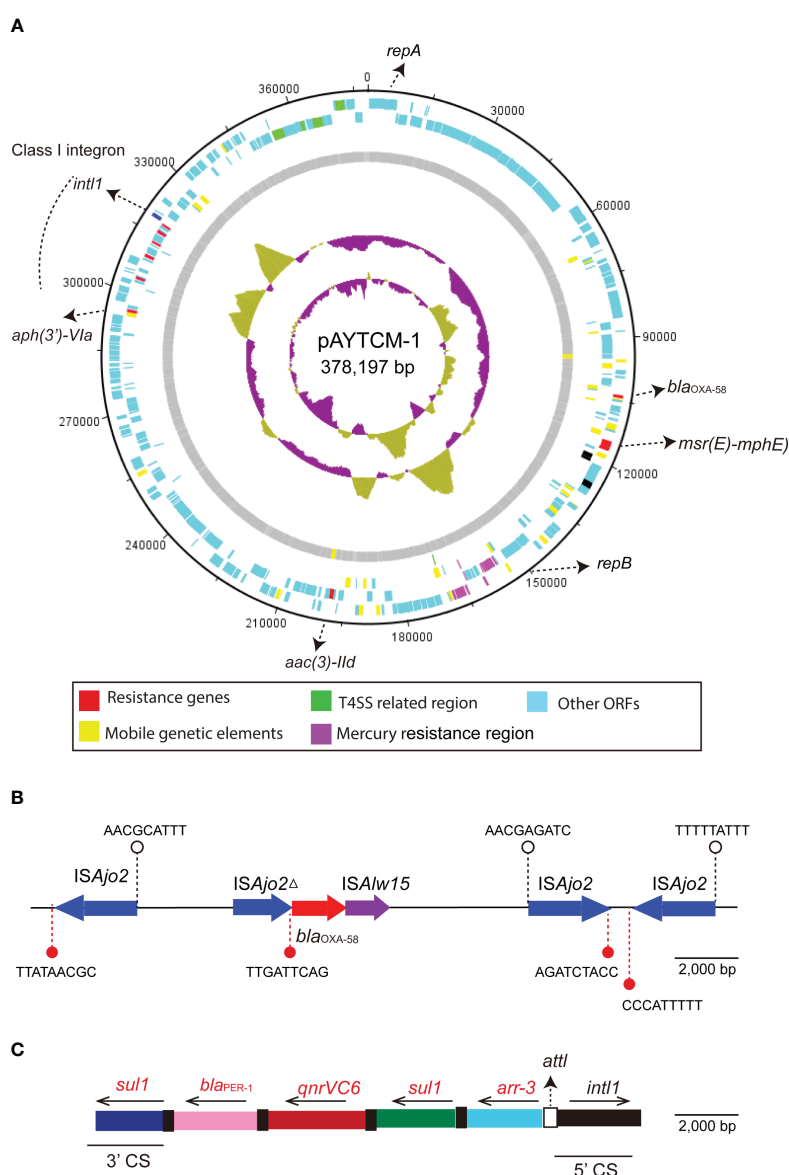 A
repA
0
360000
30000
Class I integron
330000
intl1
60000
300000
aph(3’)-VIa
pAYTCM-1
378,197 bp
90000
blaOXA-58
msr(E)-mphE)
270000
120000
240000
repB
150000
210000
180000
aac(3)-IId
Resistance genes
T4SS related region
Other ORFs
Mobile genetic elements
Mercury resistance region
B
AACGCATTT
AACGAGATC
TTTTTATTT
ISAjo2
ISAjo2Δ
ISAlw15
ISAjo2
ISAjo2
blaOXA-58
TTATAACGC
TTGATTCAG
AGATCTACC
2,000 bp
CCCATTTTT
C
attI
sul1
blaPER-1
qnrVC6
sul1
arr-3
intl1
2,000 bp
3’ CS
5’ CS